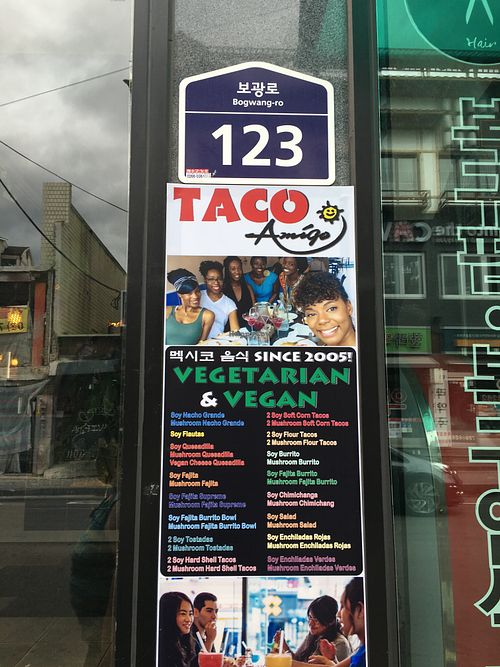 보광로
Bogwang-ro
123
TACO
Amigo
멕시코 음식 SINCE 2005!
VEGETARIAN
& VEGAN
Soy Nacho Grande
Mushroom Nacho Grande
Soy Flautas
Soy Quesadilla
Mushroom Quesadilla
Vegan Cheese Quesadilla
Soy Fajita
Mushroom Fajita
Soy Fajita Supreme
Mushroom Fajita Supreme
Soy Fajita Burrito Bowl
Mushroom Fajita Burrito Bowl
2 Soy Tostadas
2 Mushroom Tostadas
2 Soy Hard Shell Tacos
2 Mushroom Hard Shell Tacos
2 Soy Soft Corn Tacos
2 Mushroom Soft Corn Tacos
2 Soy Flour Tacos
2 Mushroom Flour Tacos
Soy Burrito
Mushroom Burrito
Soy Fajita Burrito
Mushroom Fajita Burrito
Soy Chimichanga
Mushroom Chimichang
Soy Salad
Mushroom Salad
Soy Enchiladas Rojas
Mushroom Enchiladas Rojas
Soy Enchiladas Verdes
Mushroom Enchiladas Verdes
Hair